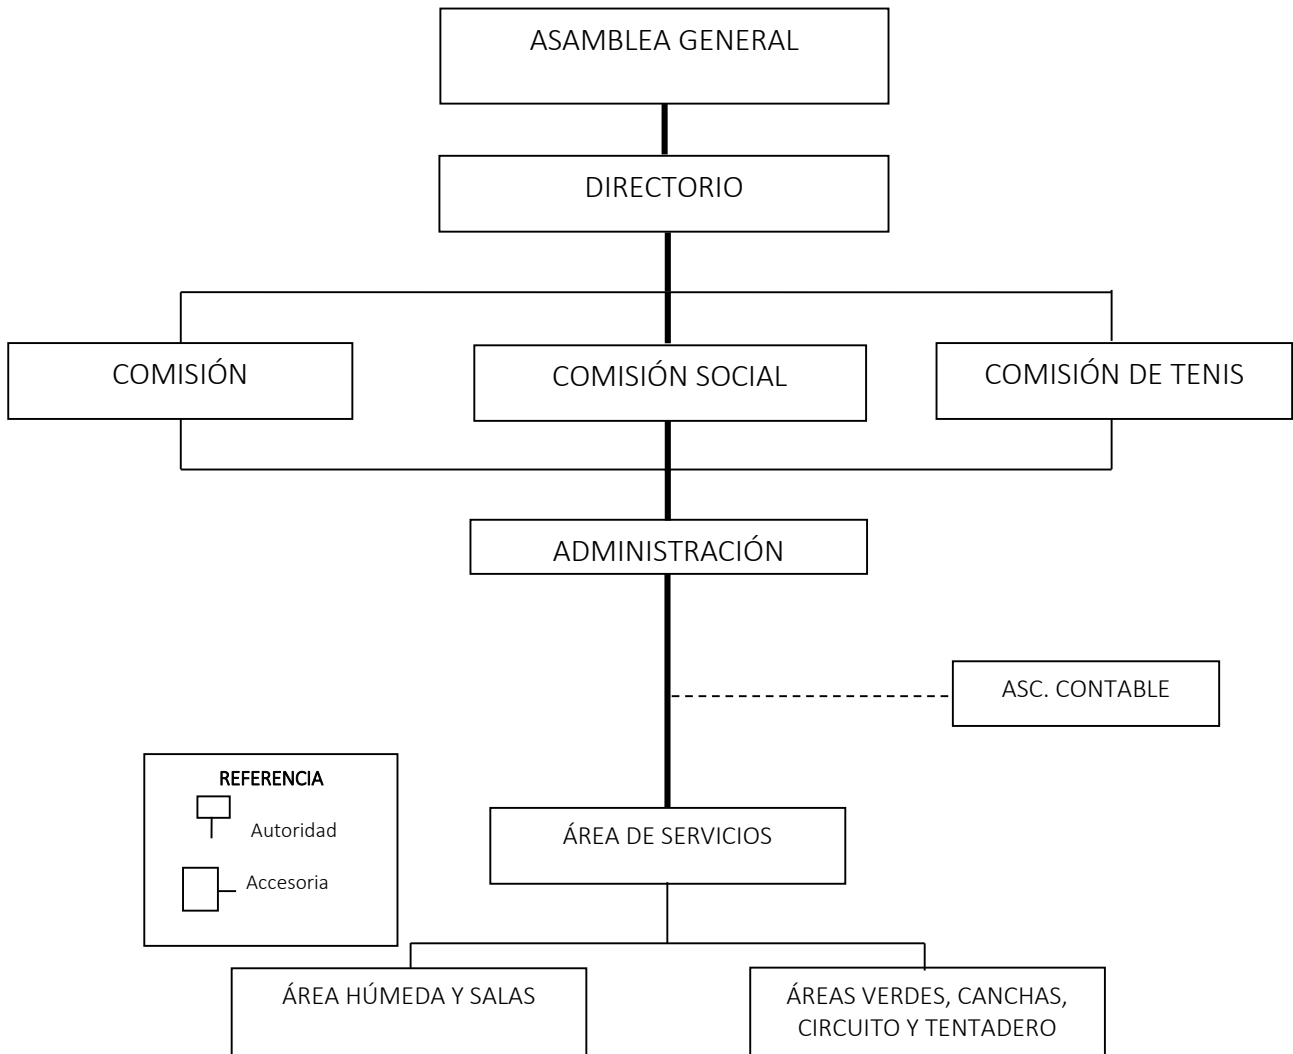 ASAMBLEA GENERAL
DIRECTORIO
COMISIÓN
COMISIÓN SOCIAL
COMISIÓN DE TENIS
ADMINISTRACIÓN
ASC. CONTABLE
REFERENCIA
Autoridad
Accesoria
ÁREA DE SERVICIOS
ÁREA HÚMEDA Y SALAS
ÁREAS VERDES, CANCHAS,
CIRCUITO Y TENTADERO